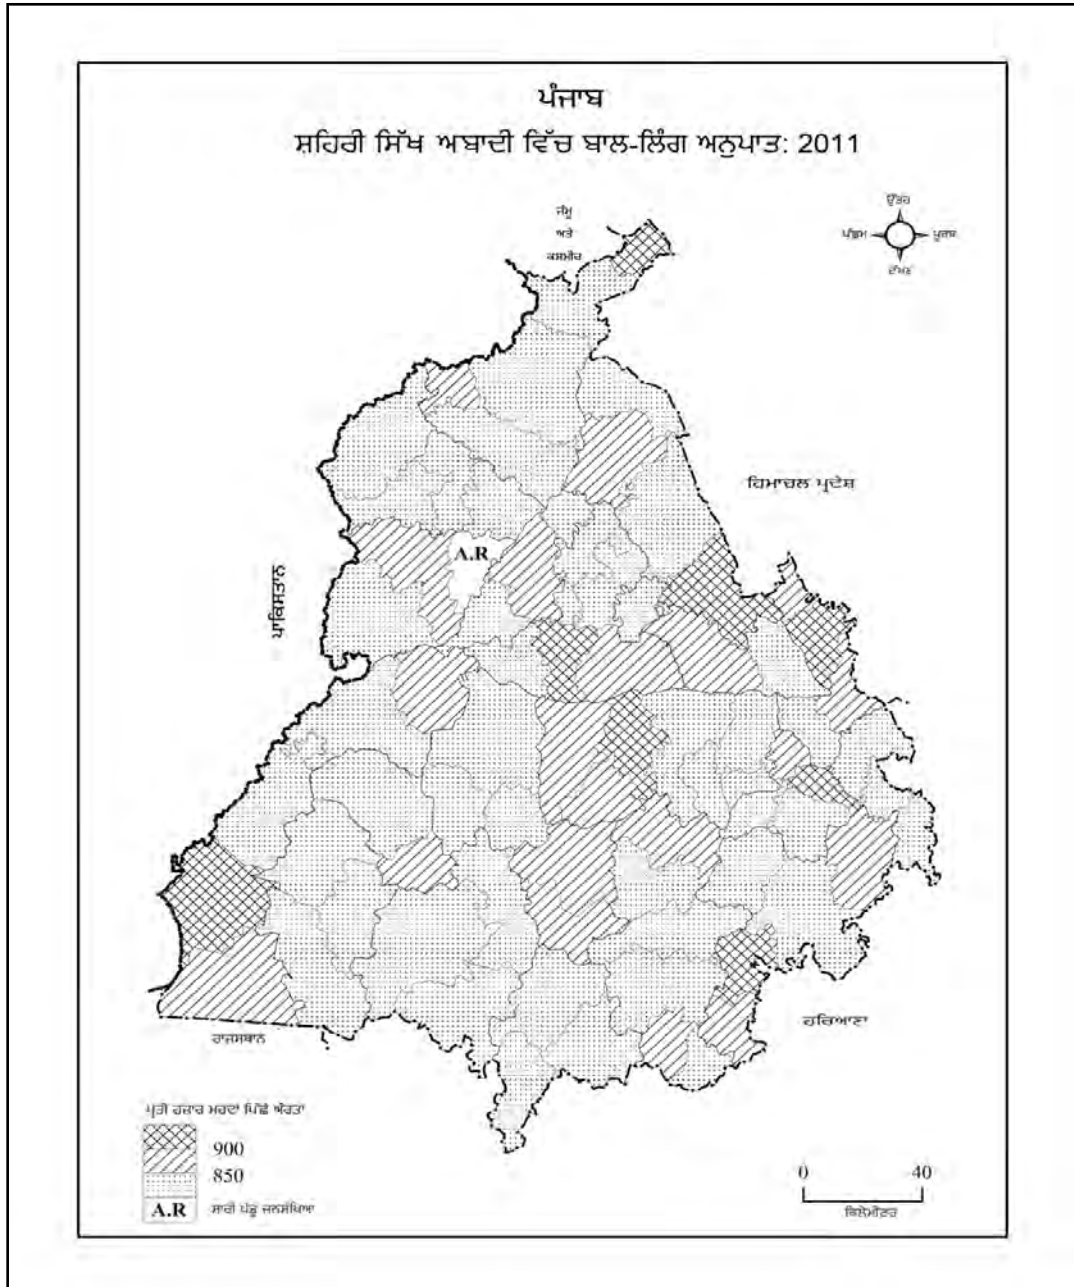 ਪੰਜਾਬ
ਸ਼ਹਿਰੀ ਸਿੱਖ ਅਬਾਦੀ ਵਿੱਚ ਬਾਲ-ਲਿੰਗ ਅਨੁਪਾਤ: 2011
ਜੰਮੂ
ਅਤੇ
ਕਸ਼ਮੀਰ
ਉੱਤਰ
ਪੱਛਮ
ਪੂਰਬ
ਦੱਖਣ
ਹਿਮਾਚਲ ਪ੍ਰਦੇਸ਼
A.R
ਪਾਕਿਸਤਾਨ
ਹਰਿਆਣਾ
ਰਾਜਸਥਾਨ
ਪ੍ਰਤੀ ਹਜ਼ਾਰ ਮਰਦਾਂ ਪਿੱਛੇ ਔਰਤਾਂ
900
850
A.R ਸਾਰੀ ਪੇਂਡੂ ਜਨਸੰਖਿਆ
0 40
ਕਿਲੋਮੀਟਰ